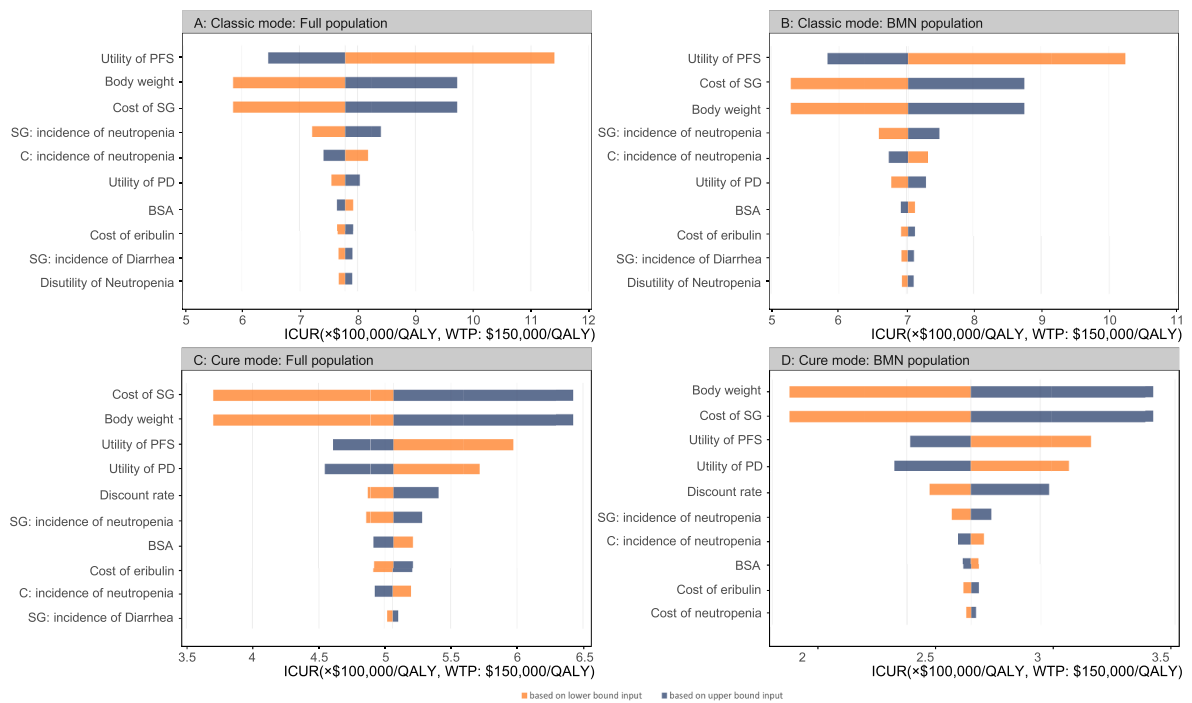 A: Classic mode: Full population
Utility of PFS
Body weight
Cost of SG
SG: incidence of neutropenia
C: incidence of neutropenia
Utility of PD
BSA
Cost of eribulin
SG: incidence of Diarrhea
Disutility of Neutropenia
5 6 7 8 9 10 11 12
ICUR(×$100,000/QALY, WTP: $150,000/QALY)
B: Classic mode: BMN population
Utility of PFS
Cost of SG
Body weight
SG: incidence of neutropenia
C: incidence of neutropenia
Utility of PD
BSA
Cost of eribulin
SG: incidence of Diarrhea
Disutility of Neutropenia
5 6 7 8 9 10 11
ICUR(×$100,000/QALY, WTP: $150,000/QALY)
C: Cure mode: Full population
Cost of SG
Body weight
Utility of PFS
Utility of PD
Discount rate
SG: incidence of neutropenia
BSA
Cost of eribulin
C: incidence of neutropenia
SG: incidence of Diarrhea
3.5 4 4.5 5 5.5 6 6.5
ICUR(×$100,000/QALY, WTP: $150,000/QALY)
D: Cure mode: BMN population
Body weight
Cost of SG
Utility of PFS
Utility of PD
Discount rate
SG: incidence of neutropenia
C: incidence of neutropenia
BSA
Cost of eribulin
Cost of neutropenia
2 2.5 3 3.5
ICUR(×$100,000/QALY, WTP: $150,000/QALY)
based on lower bound input based on upper bound input